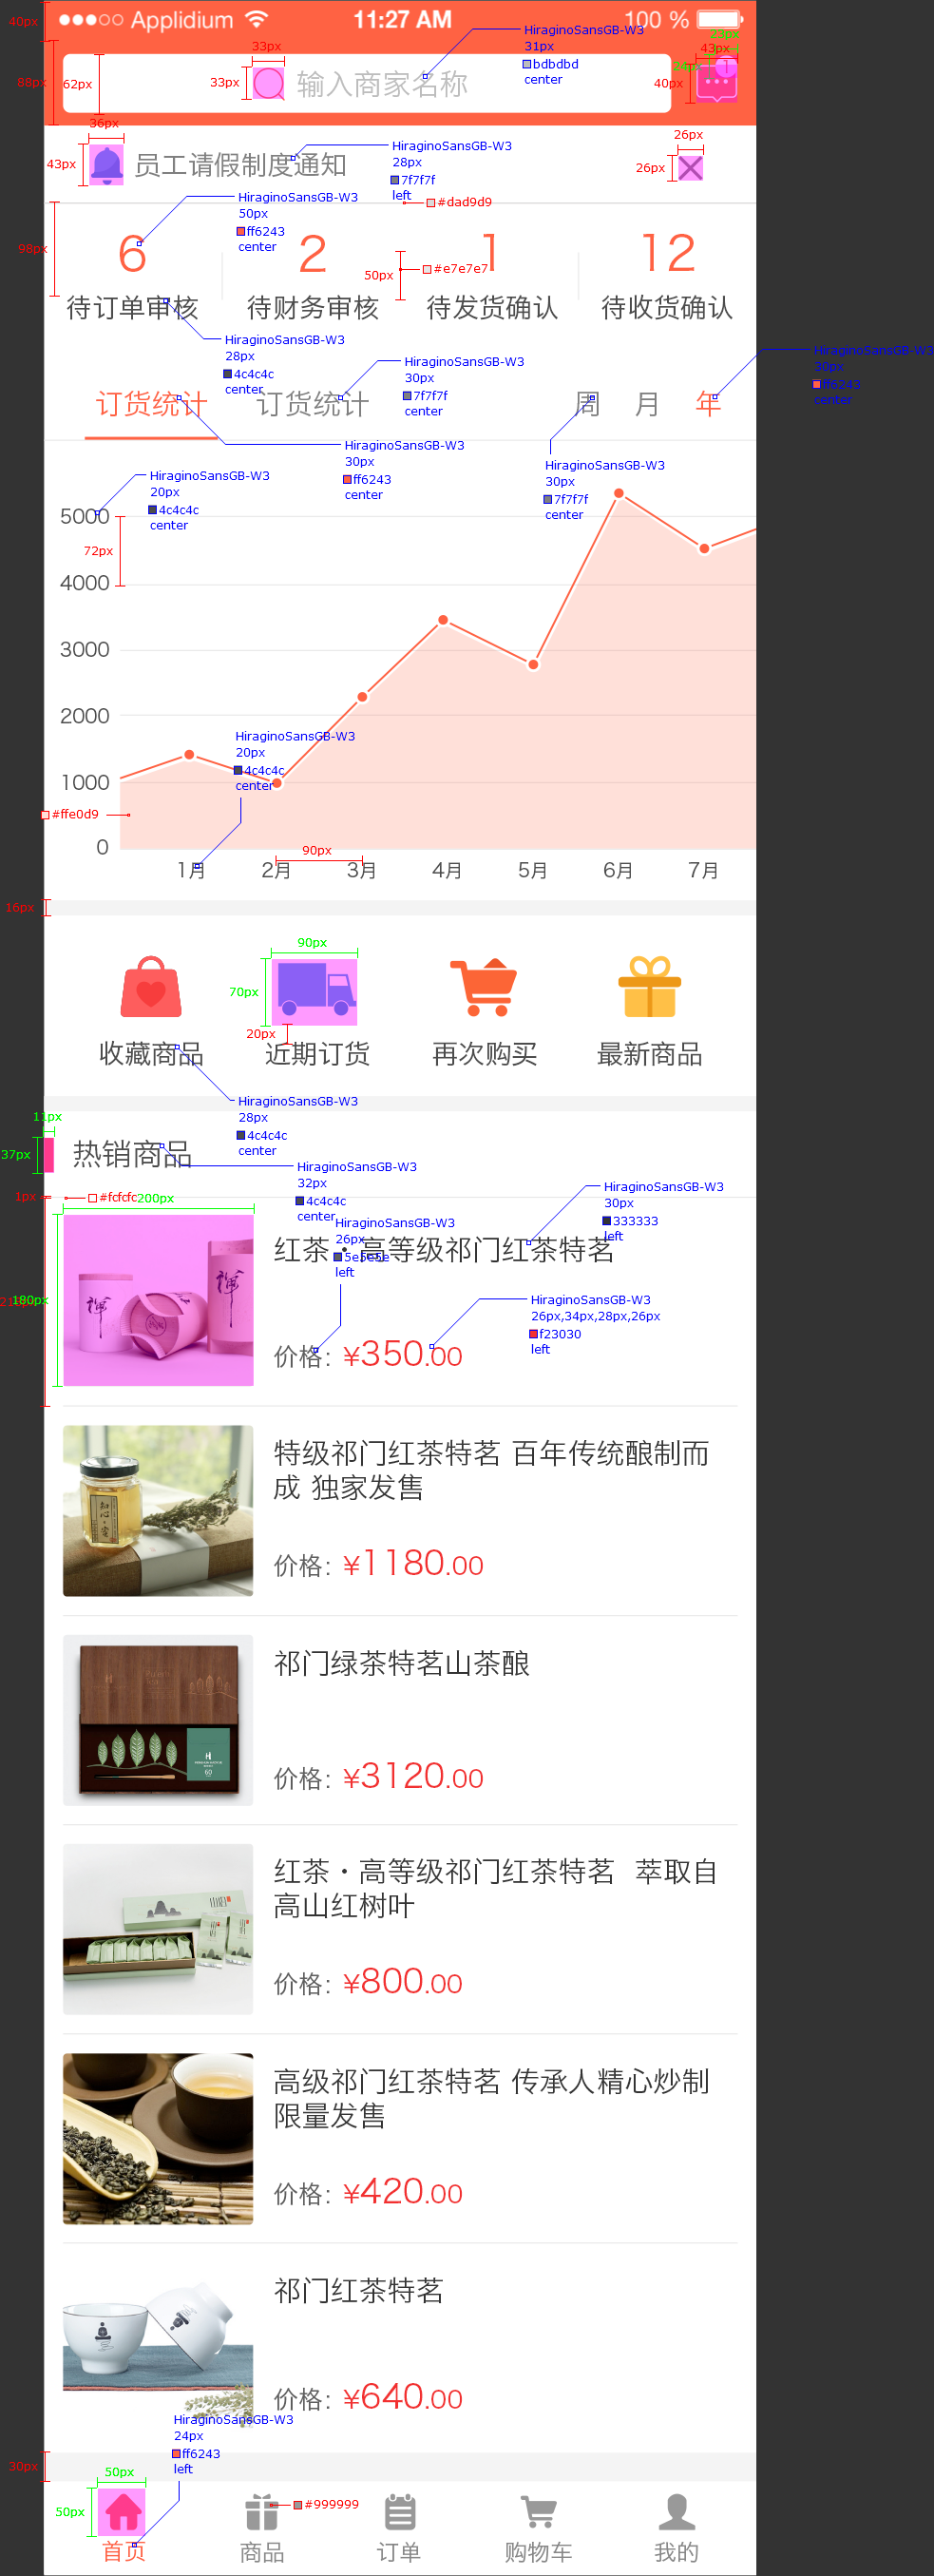 40px
Applidium
11:27 AM
100 %
HiraginoSansGB-W3
31px
bdbdbd
center
33px
33px
88px
62px
输入商家名称
43px
40px
36px
43px
员工请假制度通知
HiraginoSansGB-W3
28px
7f7f7f
left
26px
26px
HiraginoSansGB-W3
50px
ff6243
center
#dad9d9
98px
6
2
1
12
50px
#e7e7e7
待订单审核
待财务审核
待发货确认
待收货确认
HiraginoSansGB-W3
28px
4c4c4c
center
HiraginoSansGB-W3
30px
7f7f7f
center
HiraginoSansGB-W3
30px
ff6243
center
订货统计
订货统计
周
月
年
HiraginoSansGB-W3
30px
ff6243
center
HiraginoSansGB-W3
30px
7f7f7f
center
HiraginoSansGB-W3
20px
4c4c4c
center
5000
72px
4000
3000
2000
HiraginoSansGB-W3
20px
4c4c4c
center
1000
#ffe0d9
0
90px
1月
2月
3月
4月
5月
6月
7月
16px
90px
70px
20px
收藏商品
近期订货
再次购买
最新商品
HiraginoSansGB-W3
28px
4c4c4c
center
11px
37px
热销商品
HiraginoSansGB-W3
32px
4c4c4c
center
1px
#fcfcfc
200px
HiraginoSansGB-W3
30px
333333
left
HiraginoSansGB-W3
26px
5e5e5e
left
红茶·高等级祁门红茶特茗
180px
HiraginoSansGB-W3
26px,34px,28px,26px
f23030
left
价格: ¥350.00
特级祁门红茶特茗 百年传统酿制而
成 独家发售
价格: ¥1180.00
祁门绿茶特茗山茶酿
价格: ¥3120.00
红茶·高等级祁门红茶特茗 萃取自
高山红树叶
价格: ¥800.00
高级祁门红茶特茗 传承人精心炒制
限量发售
价格: ¥420.00
祁门红茶特茗
价格: ¥640.00
HiraginoSansGB-W3
24px
ff6243
left
30px
50px
50px
#999999
首页
商品
订单
购物车
我的